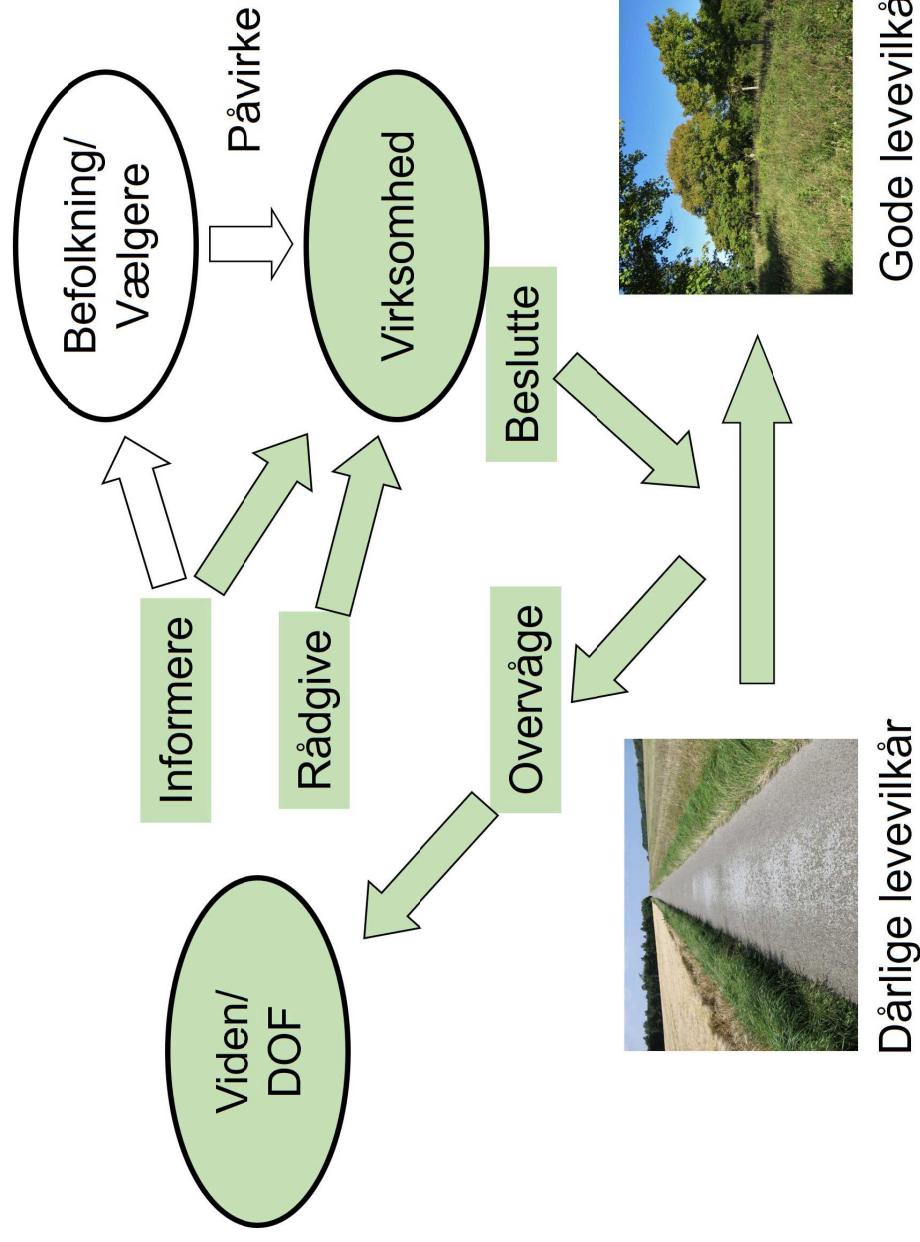 Befolkning/
Vælgere
Informere
Viden/
DOF
Påvirke
Rådgive
Virksomhed
Overvåge
Beslutte
Dårlige levevilkår
Gode levevilkå